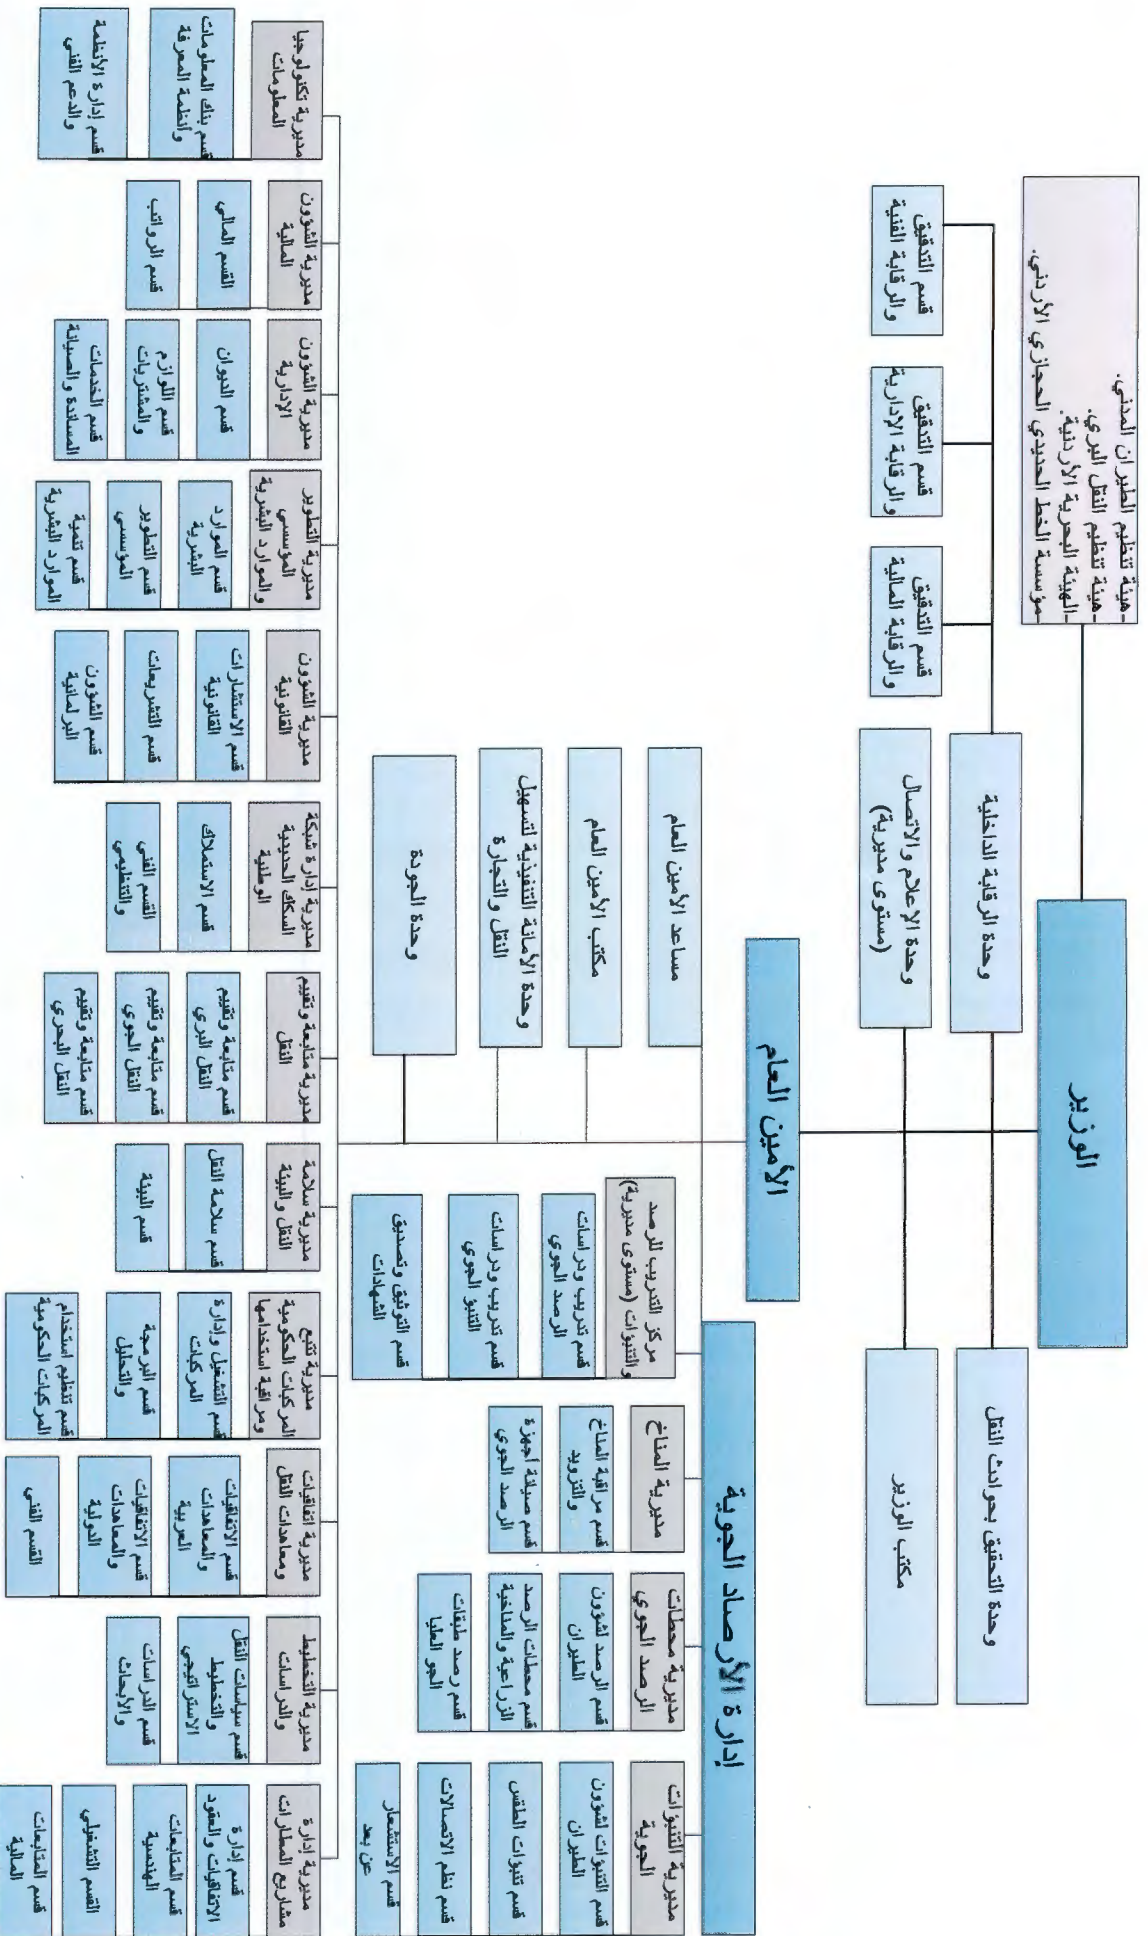 الوزير
-هيئة تنظيم الطيران المدني.
-هيئة تنظيم النقل البري.
-الهيئة البحرية الأردنية.
-مؤسسة الخط الحديدي الحجازي الأردني.
وحدة التحقيق بحوادث النقل
مكتب الوزير
وحدة الرقابة الداخلية
وحدة الإعلام والاتصال
(مستوى مديرية)
قسم التدقيق
والرقابة المالية
قسم التدقيق
والرقابة الإدارية
قسم التدقيق
والرقابة الفنية
الأمين العام
إدارة الأرصاد الجوية
مساعد الأمين العام
مكتب الأمين العام
وحدة الأمانة التنفيذية لتسهيل
النقل والتجارة
وحدة الجودة
مديرية التنبؤات
الجوية
قسم التنبؤات لشؤون
الطيران
قسم تنبؤات الطقس
قسم نظم الاتصالات
قسم الاستشعار
عن بعد
مديرية محطات
الرصد الجوي
قسم الرصد لشؤون
الطيران
قسم محطات الرصد
الزراعية والمناخية
قسم رصد طبقات
الجو العليا
مديرية المناخ
قسم مراقبة المناخ
والتزويد
قسم صيانة أجهزة
الرصد الجوي
مركز التدريب للرصد
والتنبؤات (مستوى مديرية)
قسم تدريب ودراسات
الرصد الجوي
قسم تدريب ودراسات
التنبؤ الجوي
قسم التوثيق وتصديق
الشهادات
مديرية إدارة
مشاريع المطارات
قسم إدارة
الاتفاقيات والعقود
قسم المتابعات
الهندسية
القسم التشغيلي
قسم المتابعات
المالية
مديرية التخطيط
والدراسات
قسم سياسات النقل
والتخطيط
الاستراتيجي
قسم الدراسات
والأبحاث
مديرية اتفاقيات
ومعاهدات النقل
قسم الاتفاقيات
والمعاهدات
العربية
قسم الاتفاقيات
والمعاهدات
الدولية
القسم الفني
مديرية تتبع
المركبات الحكومية
ومراقبة استخدامها
قسم التشغيل وإدارة
المركبات
قسم البرمجة
والتحليل
قسم تنظيم استخدام
المركبات الحكومية
مديرية سلامة
النقل والبيئة
قسم سلامة النقل
قسم البيئة
مديرية متابعة وتقييم
النقل
قسم متابعة وتقييم
النقل البري
قسم متابعة وتقييم
النقل الجوي
قسم متابعة وتقييم
النقل البحري
مديرية إدارة شبكة
السكك الحديدية
الوطنية
قسم الاستملاك
القسم الفني
والتنظيمي
مديرية الشؤون
القانونية
قسم الاستشارات
القانونية
قسم التشريعات
قسم الشؤون
البرلمانية
مديرية التطوير
المؤسسي
والموارد البشرية
قسم الموارد
البشرية
قسم التطوير
المؤسسي
قسم تنمية
الموارد البشرية
مديرية الشؤون
الإدارية
قسم الديوان
قسم اللوازم
والمشتريات
قسم الخدمات
المساندة والصيانة
مديرية الشؤون
المالية
القسم المالي
قسم الرواتب
مديرية تكنولوجيا
المعلومات
قسم بنك المعلومات
وأنظمة المعرفة
قسم إدارة الأنظمة
والدعم الفني